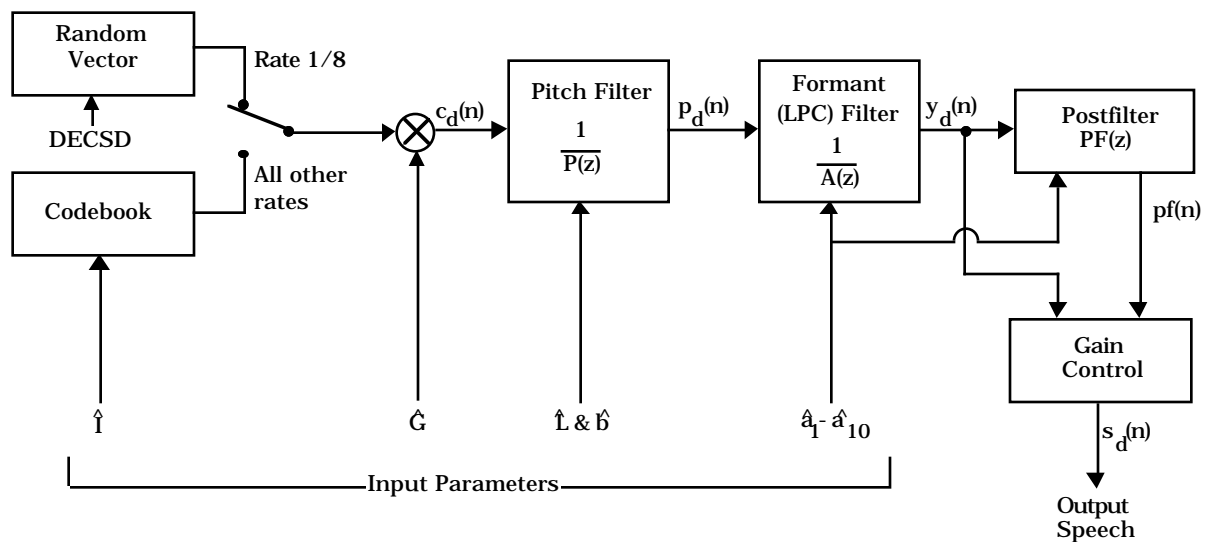 Random
Vector
Rate 1/8
DECSD
Codebook
All other
rates
c_d(n)
Pitch Filter
1
P(z)
p_d(n)
Formant
(LPC) Filter
1
A(z)
y_d(n)
Postfilter
PF(z)
pf(n)
Gain
Control
s_d(n)
Output
Speech
Î
Ĝ
L̂ & b̂
â_1 - â_10
Input Parameters